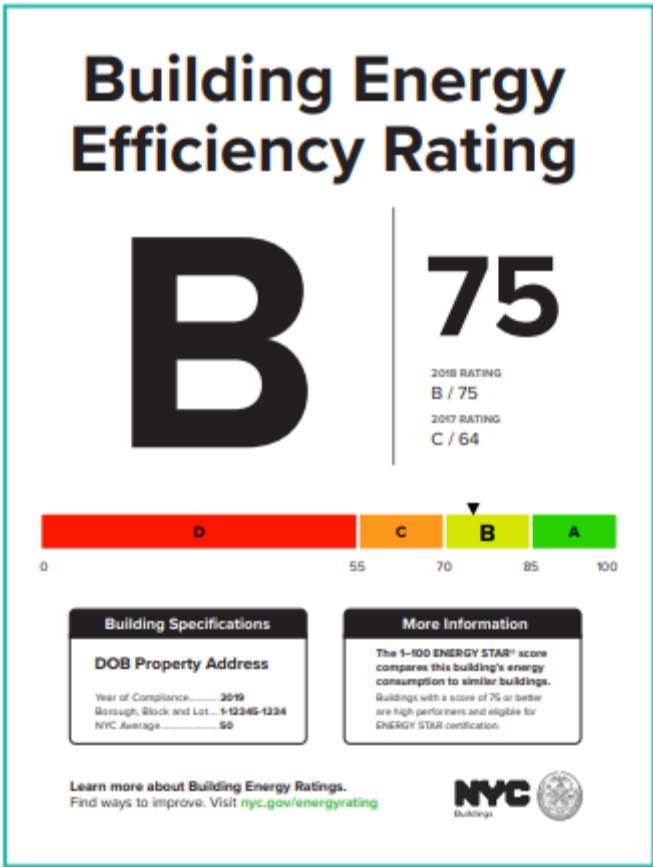 Building Energy
Efficiency Rating
B
75
2018 RATING
B / 75
2017 RATING
C / 64
D C B A
0 55 70 85 100
Building Specifications
DOB Property Address
Year of Compliance..........2019
Borough, Block and Lot....1-12345-1234
NYC Average......................50
More Information
The 1–100 ENERGY STAR® score
compares this building's energy
consumption to similar buildings.
Buildings with a score of 75 or better
are high performers and eligible for
ENERGY STAR certification.
Learn more about Building Energy Ratings.
Find ways to improve. Visit nyc.gov/energyrating
NYC
Buildings